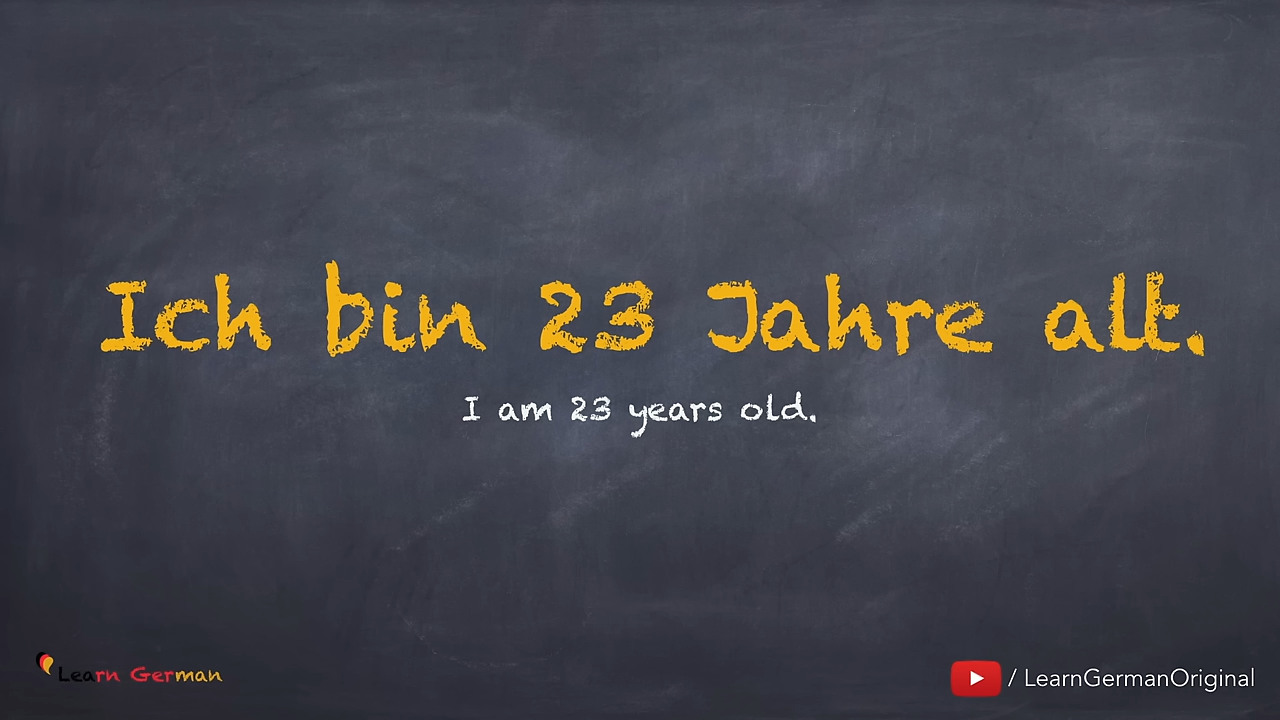 Ich bin 23 Jahre alt.
I am 23 years old.
Learn German
/ LearnGermanOriginal